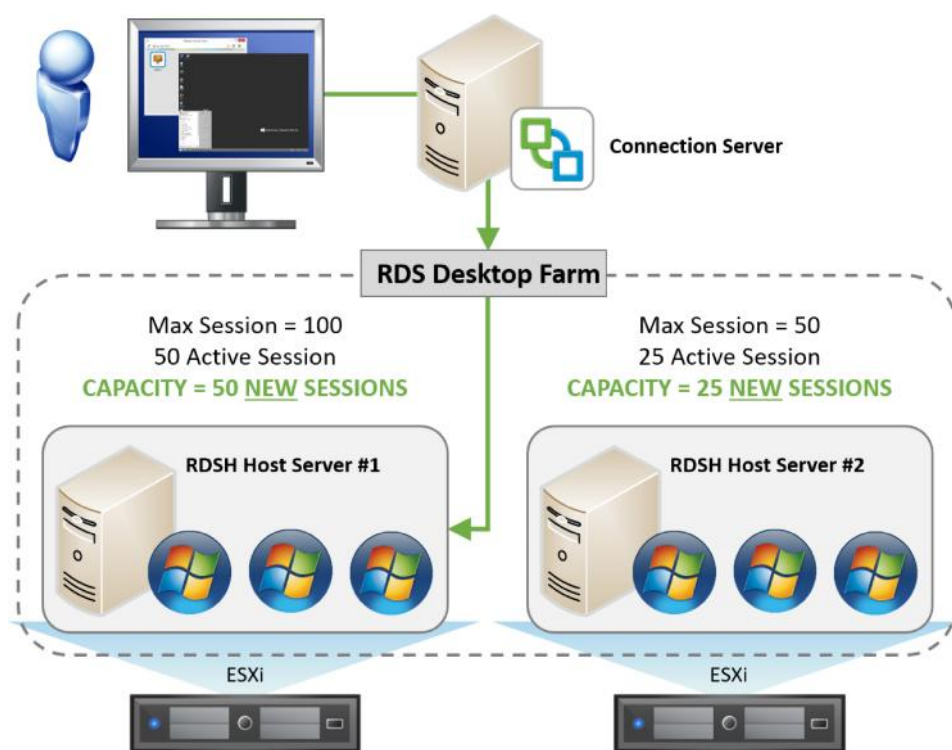 Connection Server
RDS Desktop Farm
Max Session = 100
50 Active Session
CAPACITY = 50 NEW SESSIONS
Max Session = 50
25 Active Session
CAPACITY = 25 NEW SESSIONS
RDSH Host Server #1
RDSH Host Server #2
ESXi
ESXi